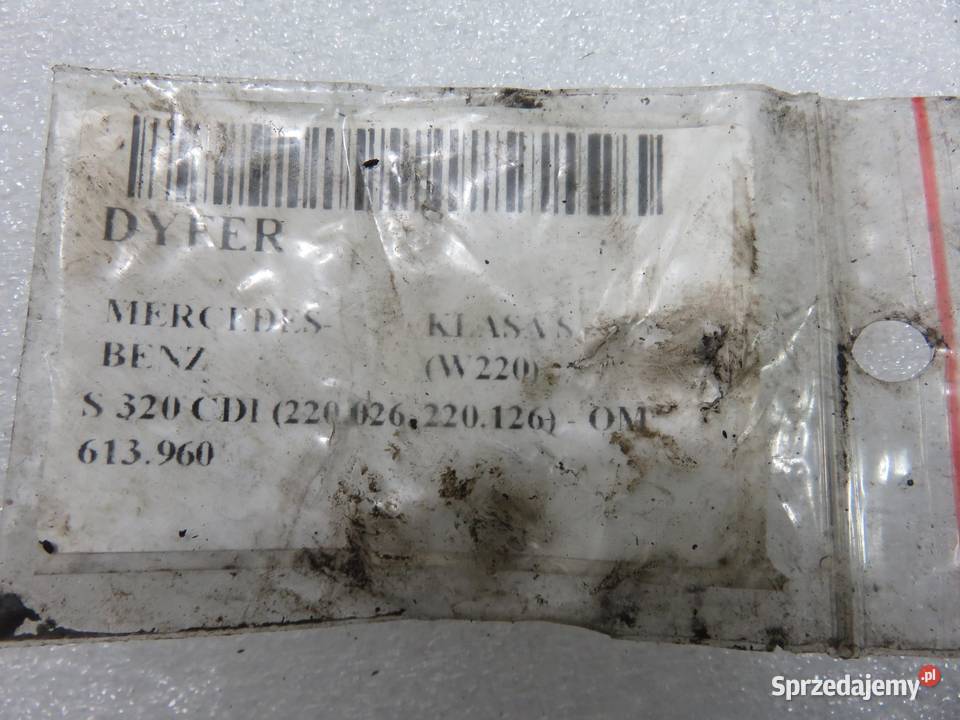 DYFER
MERCEDES- KLASA S
BENZ (W220)
S 320 CDI (220.026, 220.126) - OM
613.960
Sprzedajemy.pl